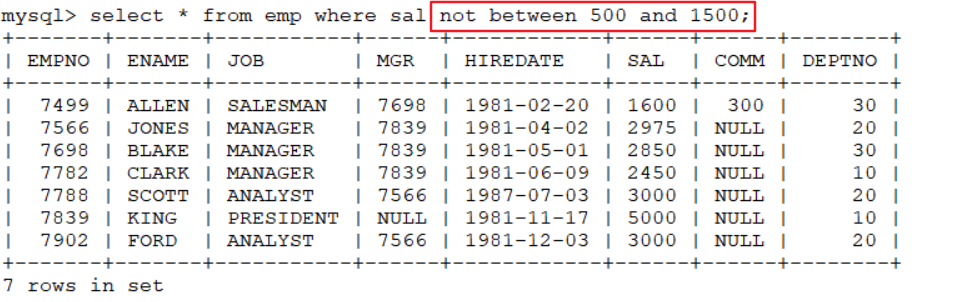 mysql> select * from emp where sal not between 500 and 1500;
+-------+-------+-----------+------+------------+------+------+--------+
| EMPNO | ENAME | JOB       | MGR  | HIREDATE   | SAL  | COMM | DEPTNO |
+-------+-------+-----------+------+------------+------+------+--------+
|  7499 | ALLEN | SALESMAN  | 7698 | 1981-02-20 | 1600 |  300 |     30 |
|  7566 | JONES | MANAGER   | 7839 | 1981-04-02 | 2975 | NULL |     20 |
|  7698 | BLAKE | MANAGER   | 7839 | 1981-05-01 | 2850 | NULL |     30 |
|  7782 | CLARK | MANAGER   | 7839 | 1981-06-09 | 2450 | NULL |     10 |
|  7788 | SCOTT | ANALYST   | 7566 | 1987-07-03 | 3000 | NULL |     20 |
|  7839 | KING  | PRESIDENT | NULL | 1981-11-17 | 5000 | NULL |     10 |
|  7902 | FORD  | ANALYST   | 7566 | 1981-12-03 | 3000 | NULL |     20 |
+-------+-------+-----------+------+------------+------+------+--------+
7 rows in set